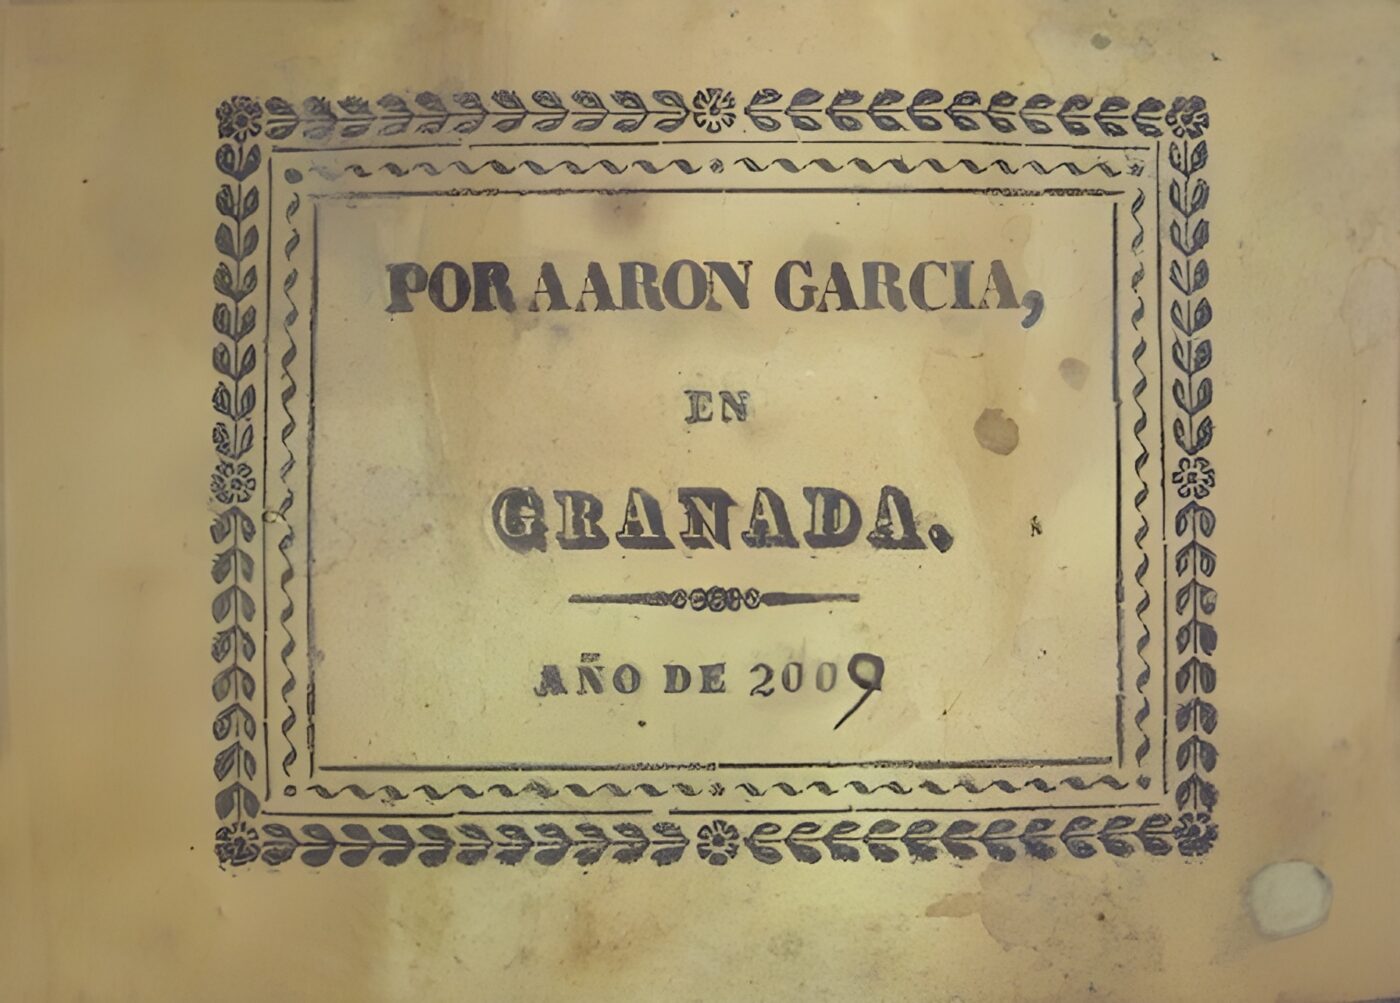 POR AARON GARCIA,
EN
GRANADA.
AÑO DE 2009